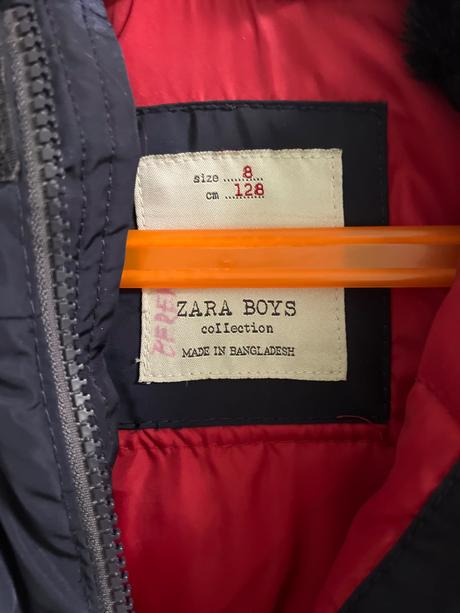 size ....8....
cm ..128..
ZARA BOYS
collection
MADE IN BANGLADESH